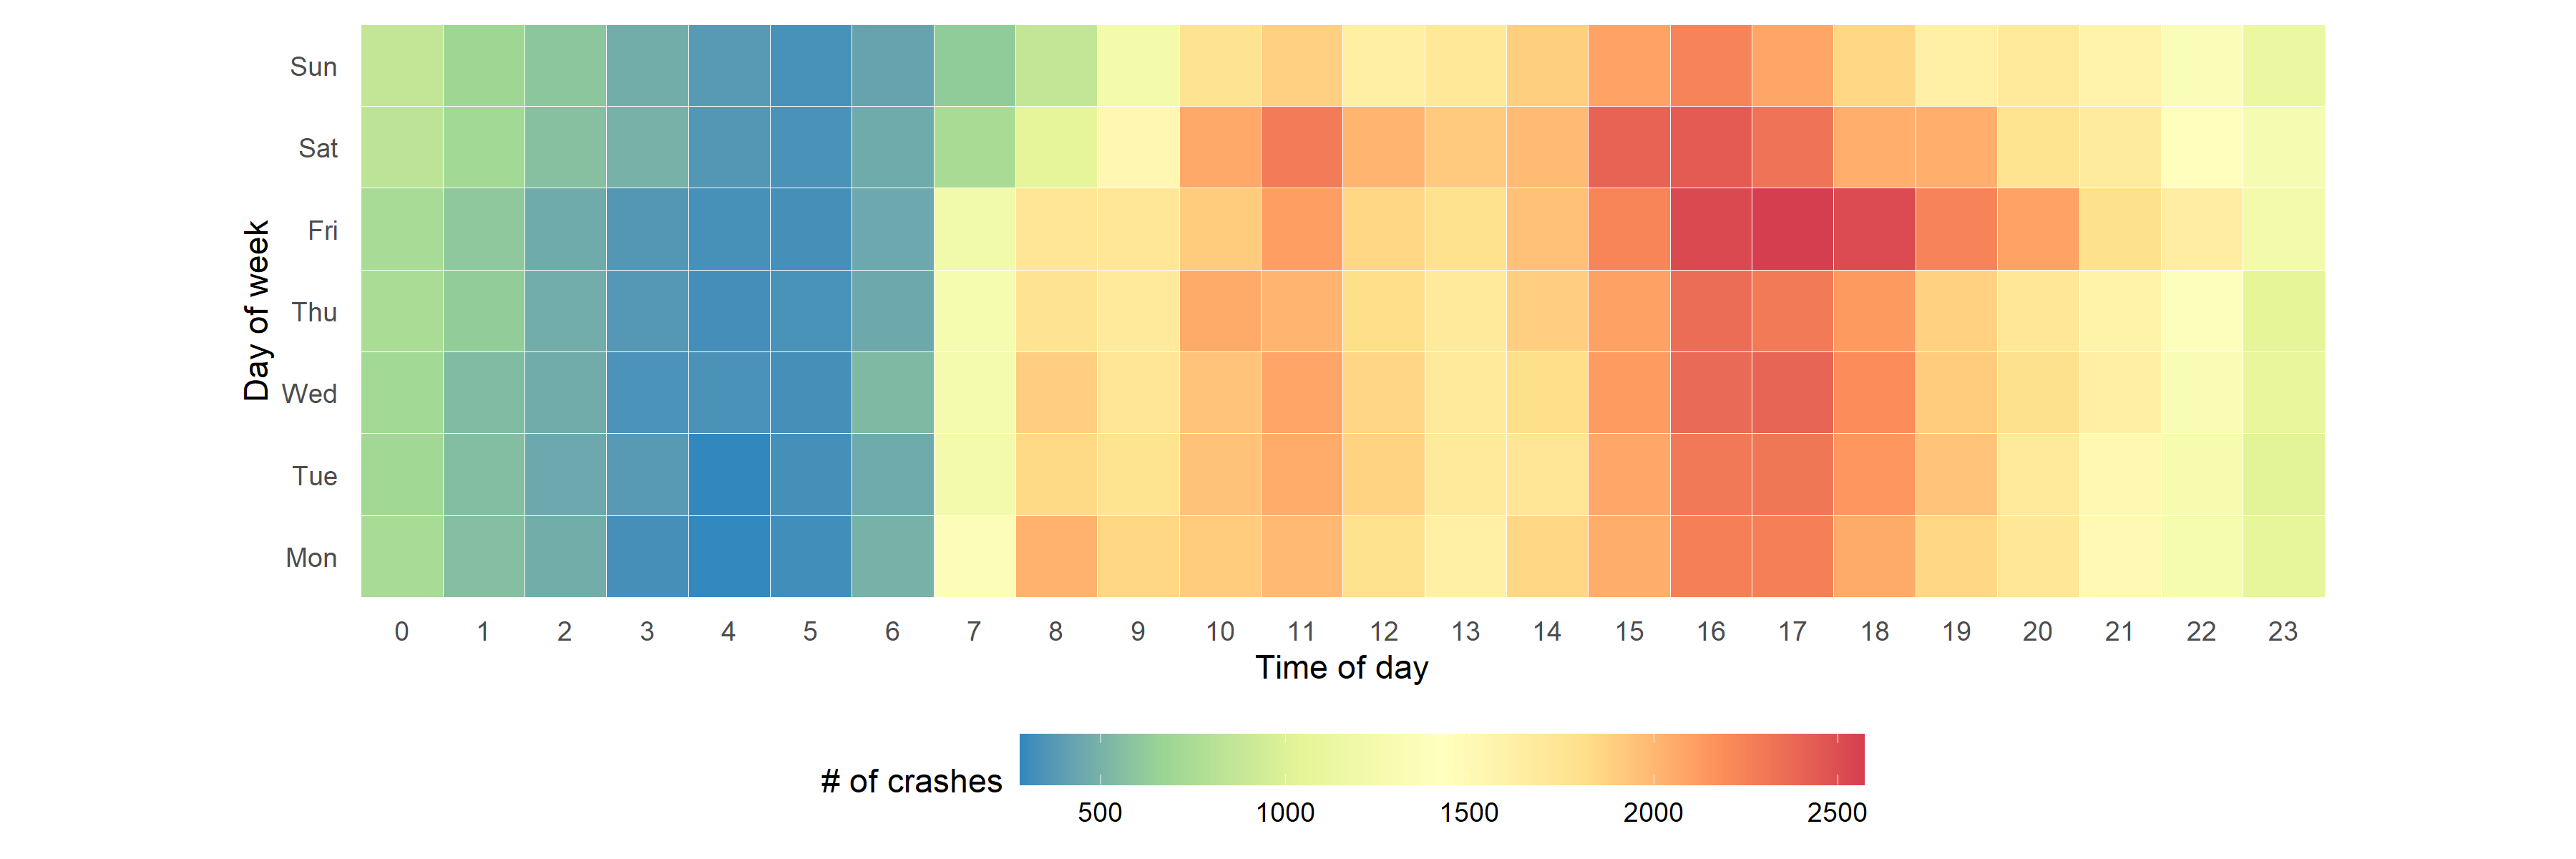 Day of week
Sun
Sat
Fri
Thu
Wed
Tue
Mon
0 1 2 3 4 5 6 7 8 9 10 11 12 13 14 15 16 17 18 19 20 21 22 23
Time of day
# of crashes
500 1000 1500 2000 2500